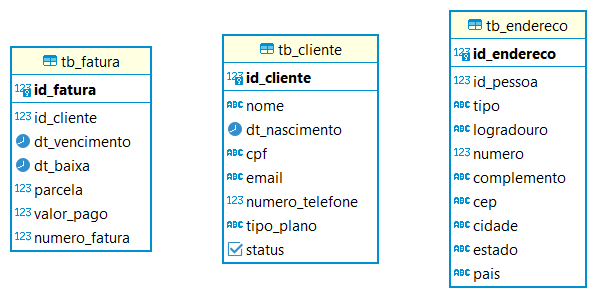 tb_fatura
123 id_fatura
123 id_cliente
dt_vencimento
dt_baixa
123 parcela
123 valor_pago
123 numero_fatura
tb_cliente
123 id_cliente
ABC nome
dt_nascimento
ABC cpf
ABC email
123 numero_telefone
ABC tipo_plano
status
tb_endereco
123 id_endereco
123 id_pessoa
ABC tipo
ABC logradouro
123 numero
ABC complemento
ABC cep
ABC cidade
ABC estado
ABC pais